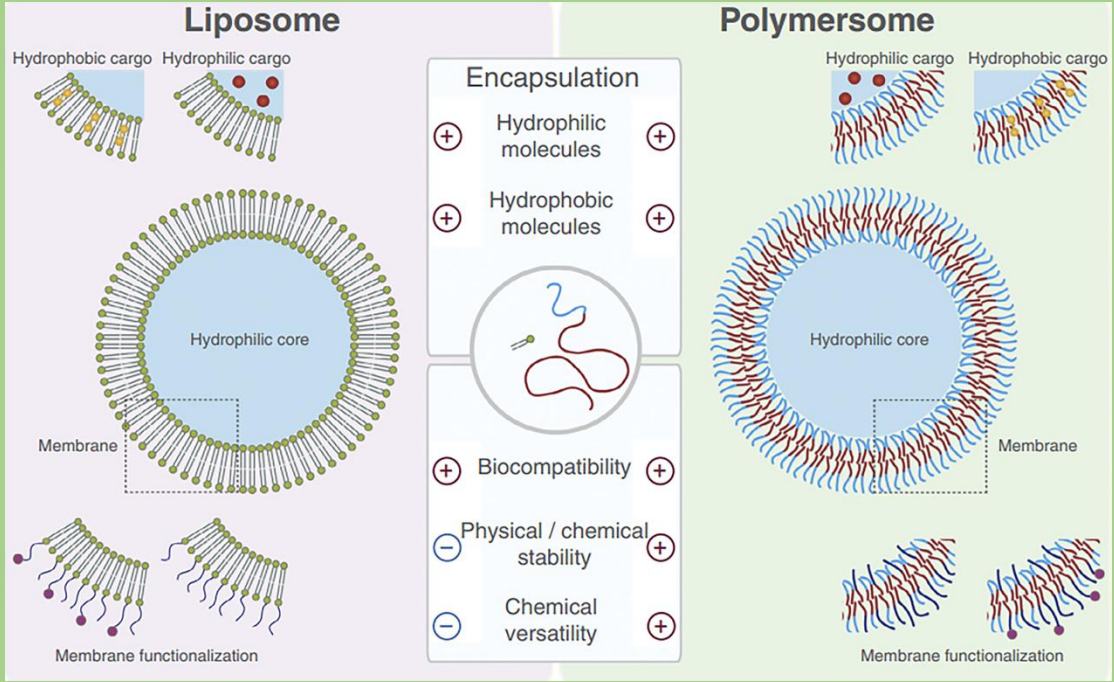 Liposome
Hydrophobic cargo
Hydrophilic cargo
Hydrophilic core
Membrane
Membrane functionalization
Encapsulation
+
Hydrophilic
molecules
+
+
Hydrophobic
molecules
+
+
Biocompatibility
+
−
Physical / chemical
stability
+
−
Chemical
versatility
+
Polymersome
Hydrophilic cargo
Hydrophobic cargo
Hydrophilic core
Membrane
Membrane functionalization